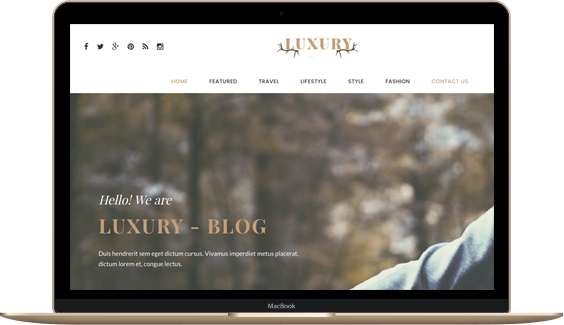 LUXURY
HOME FEATURED TRAVEL LIFESTYLE STYLE FASHION CONTACT US
Hello! We are
LUXURY - BLOG
Duis hendrerit sem eget dictum cursus. Vivamus imperdiet metus placerat,
dictum lorem et, congue lectus.
MacBook